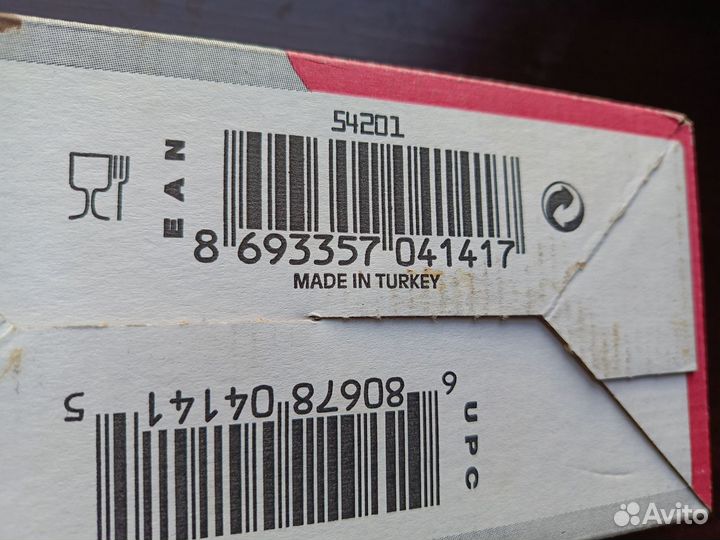 54201
EAN
8 693357 041417
MADE IN TURKEY
UPC
6 80678 04141 5
Avito